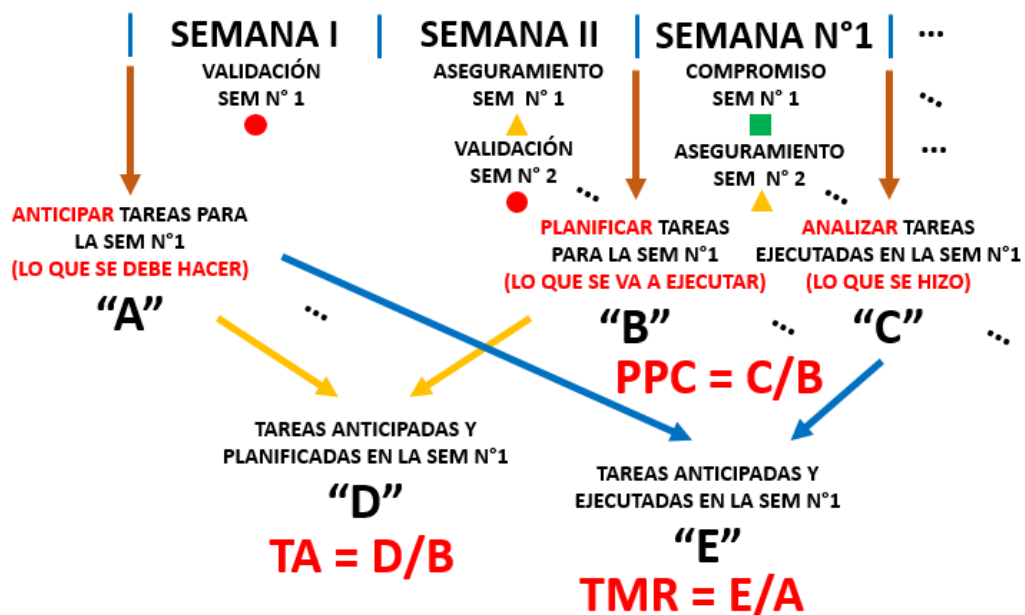 SEMANA I
SEMANA II
SEMANA N°1
...
VALIDACIÓN
SEM N° 1
ASEGURAMIENTO
SEM N° 1
COMPROMISO
SEM N° 1
...
VALIDACIÓN
SEM N° 2
ASEGURAMIENTO
SEM N° 2
...
...
...
ANTICIPAR TAREAS PARA
LA SEM N°1
(LO QUE SE DEBE HACER)
“A”
PLANIFICAR TAREAS
PARA LA SEM N°1
(LO QUE SE VA A EJECUTAR)
“B”
ANALIZAR TAREAS
EJECUTADAS EN LA SEM N°1
(LO QUE SE HIZO)
“C”
...
...
...
PPC = C/B
TAREAS ANTICIPADAS Y
PLANIFICADAS EN LA SEM N°1
“D”
TA = D/B
TAREAS ANTICIPADAS Y
EJECUTADAS EN LA SEM N°1
“E”
TMR = E/A